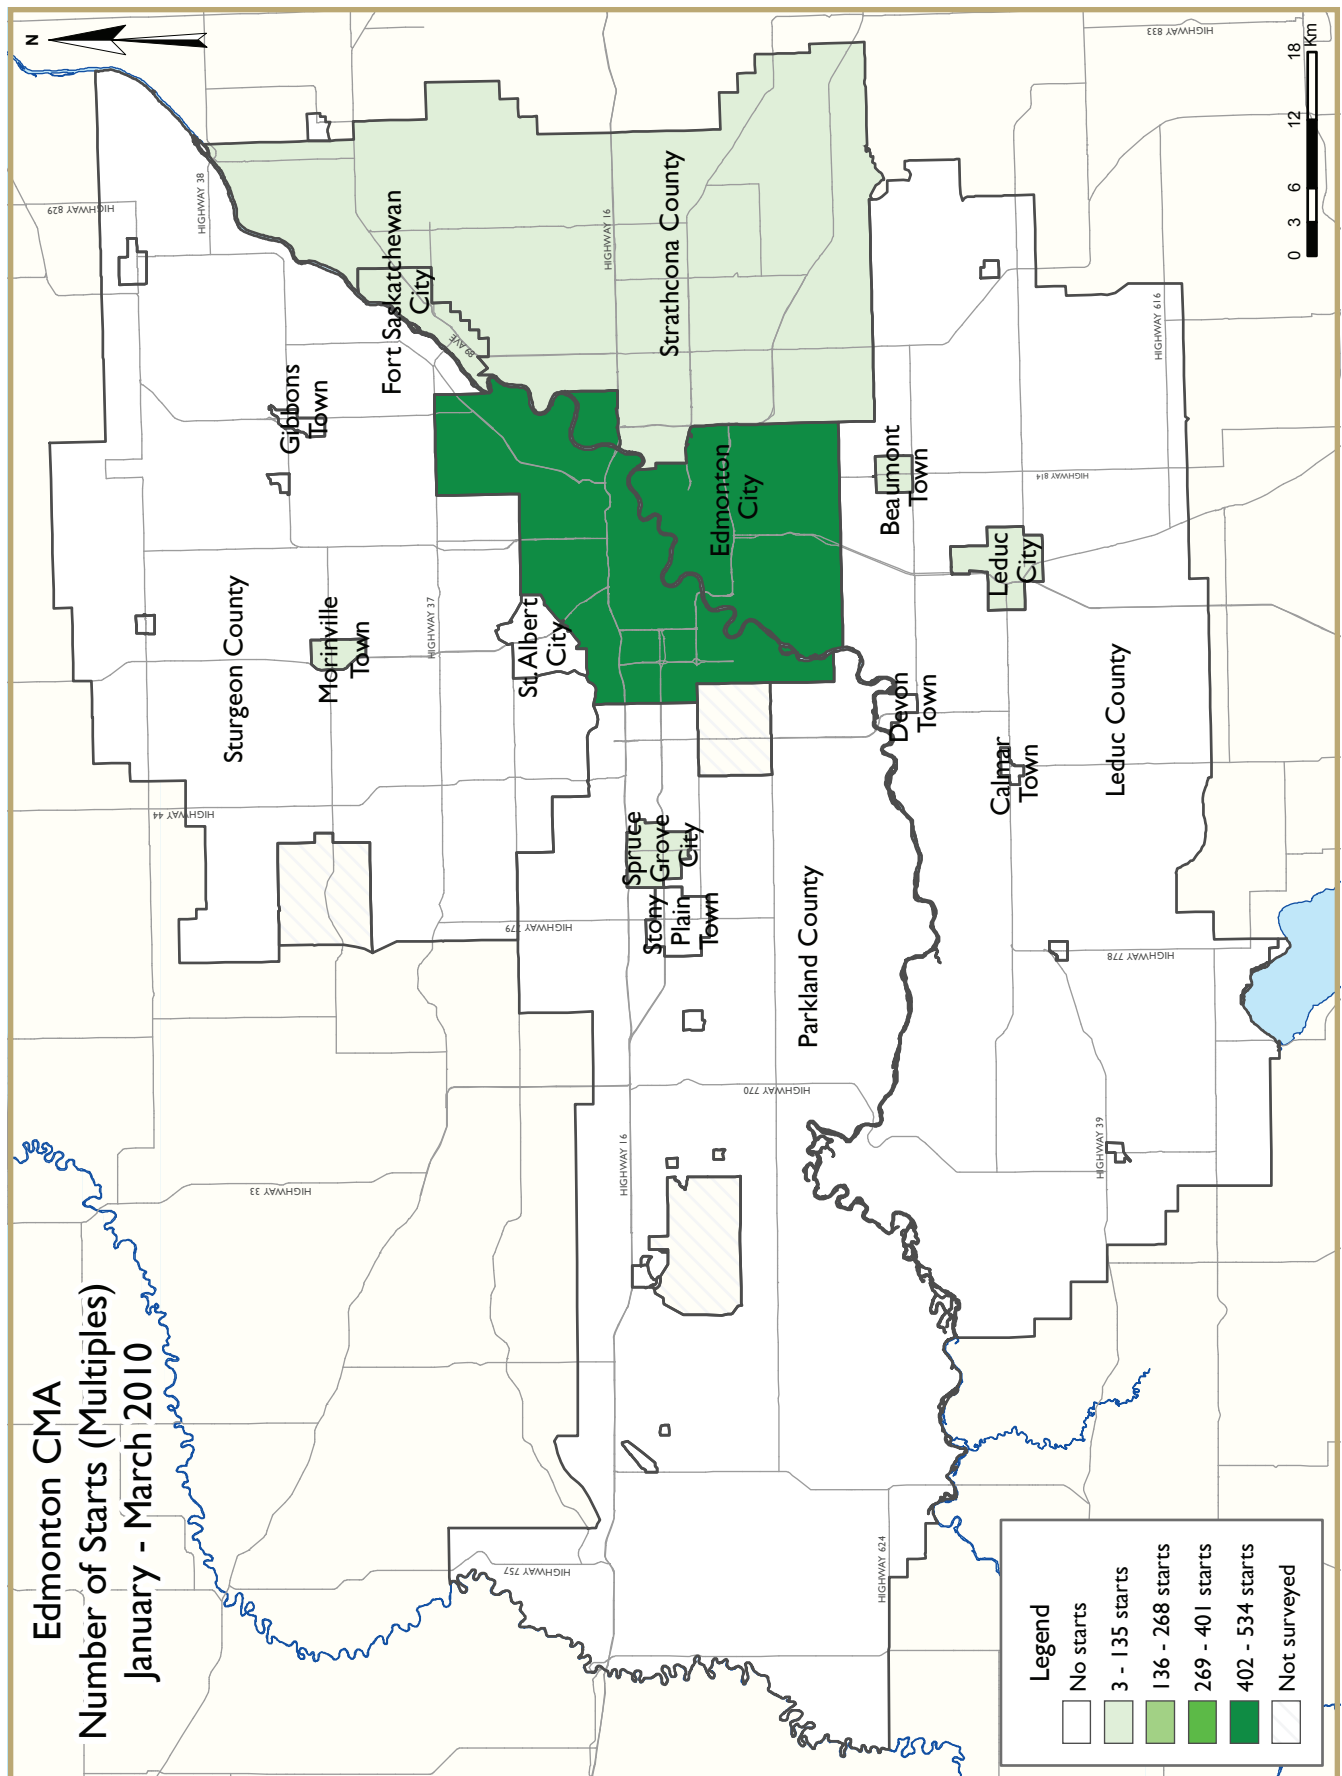 Edmonton CMA
Number of Starts (Multiples)
January - March 2010
N
HIGHWAY 833
HIGHWAY 829
HIGHWAY 38
HIGHWAY 16
HIGHWAY 616
Fort Saskatchewan
City
89 AVE
Strathcona County
Gibbons
Town
Edmonton
City
Beaumont
Town
HIGHWAY 814
Leduc
City
Sturgeon County
Morinville
Town
HIGHWAY 37
St. Albert
City
Devon
Town
Calmar
Town
Leduc County
HIGHWAY 44
Spruce
Grove
City
Stony
Plain
Town
HIGHWAY 779
Parkland County
HIGHWAY 778
HIGHWAY 770
HIGHWAY 33
HIGHWAY 16
HIGHWAY 39
HIGHWAY 757
HIGHWAY 624
Legend
No starts
3 - 135 starts
136 - 268 starts
269 - 401 starts
402 - 534 starts
Not surveyed
0 3 6 12 18
Km